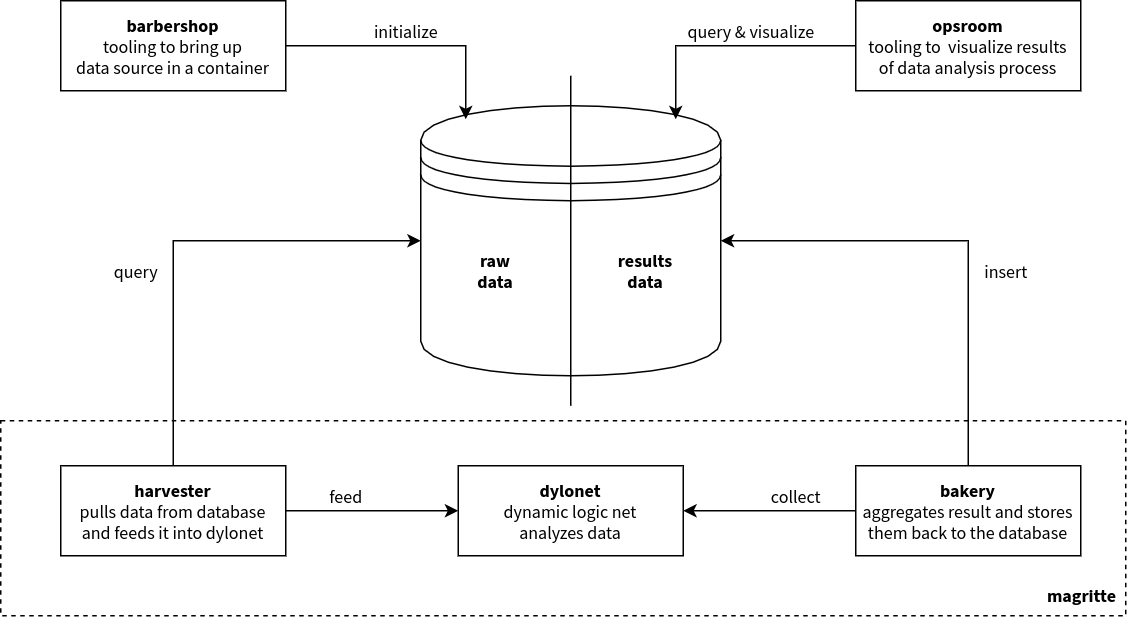 barbershop
tooling to bring up
data source in a container
initialize
query & visualize
opsroom
tooling to visualize results
of data analysis process
raw
data
results
data
query
insert
harvester
pulls data from database
and feeds it into dylonet
feed
dylonet
dynamic logic net
analyzes data
collect
bakery
aggregates result and stores
them back to the database
magritte